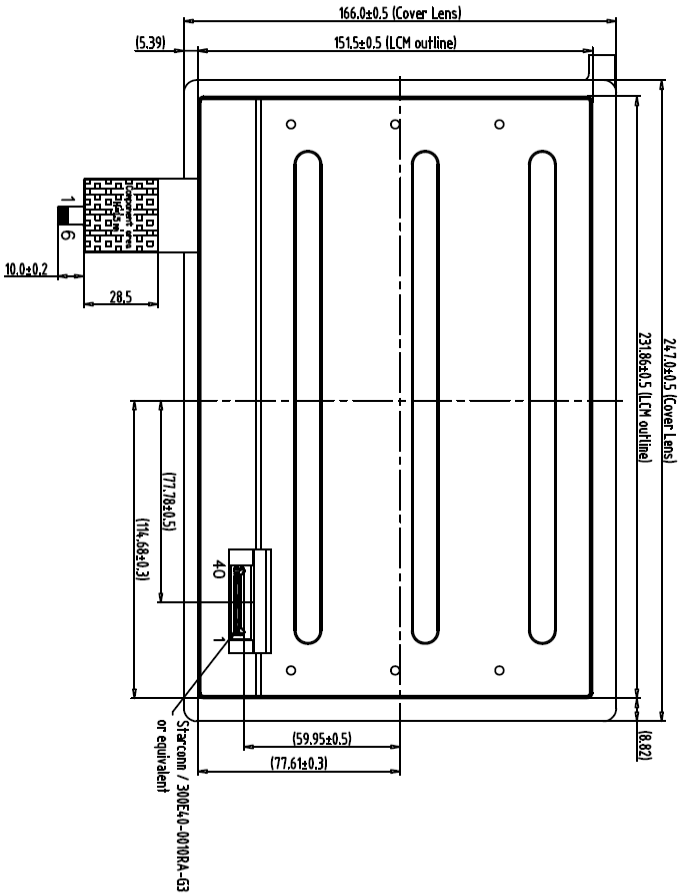 166.0±0.5 (Cover Lens)
(5.39)
151.5±0.5 (LCM outline)
247.0±0.5 (Cover Lens)
231.86±0.5 (LCM outline)
Component area
1
6
10.0±0.2
28.5
(77.78±0.5)
(114.68±0.3)
40
1
(8.82)
(59.95±0.5)
(77.61±0.3)
Starconn / 300E40-0010RA-G3
or equivalent